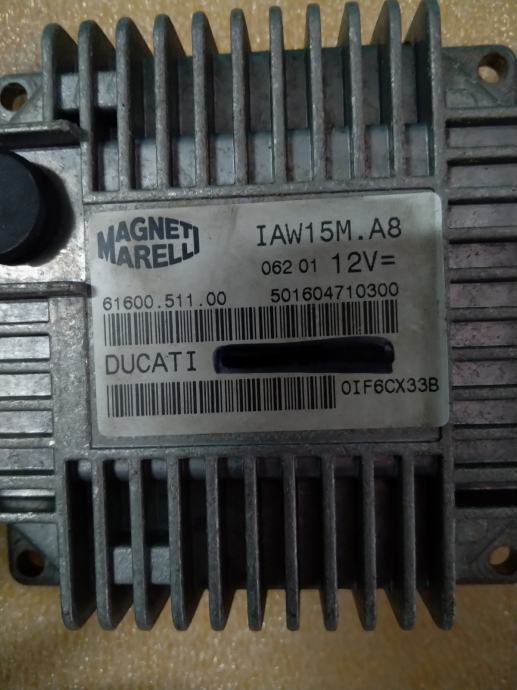 MAGNETI
MARELLI
IAW15M.A8
062 01 12V=
61600.511.00 501604710300
DUCATI
0IF6CX33B